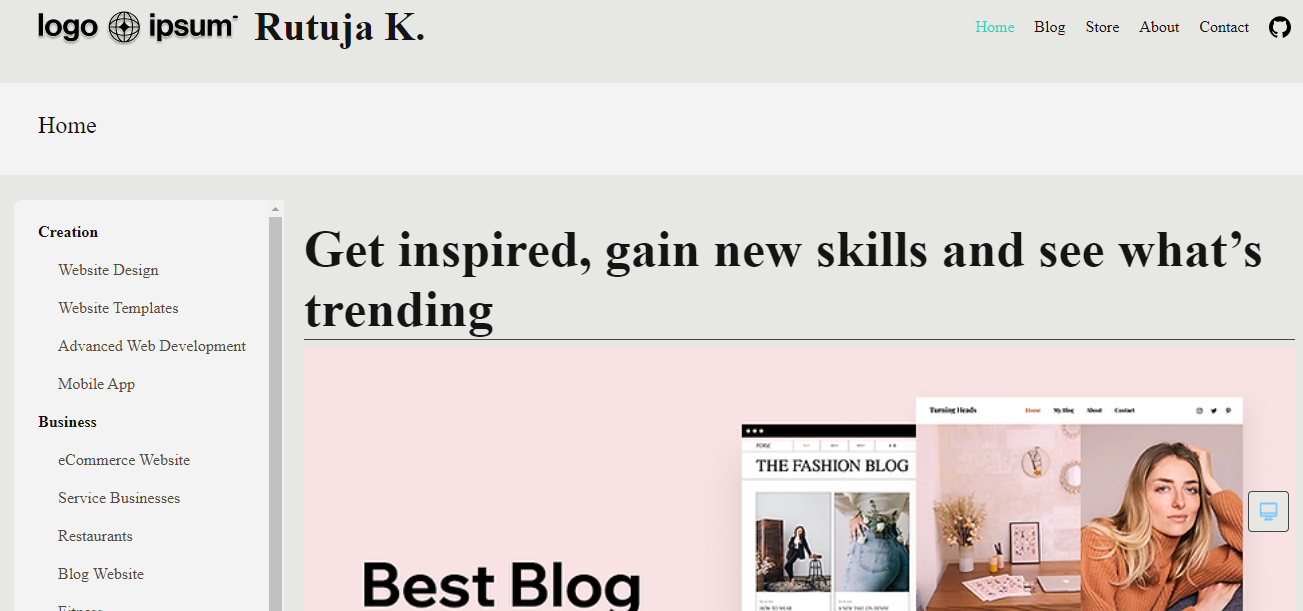 logo ipsum Rutuja K.
Home Blog Store About Contact
Home
Creation
Website Design
Website Templates
Advanced Web Development
Mobile App
Business
eCommerce Website
Service Businesses
Restaurants
Blog Website
Fitness
Get inspired, gain new skills and see what’s
trending
Best Blog
Turning Heads Home My Blog About Contact
THE FASHION BLOG
HOW TO WEAR
A NEW TAKE ON DENIM